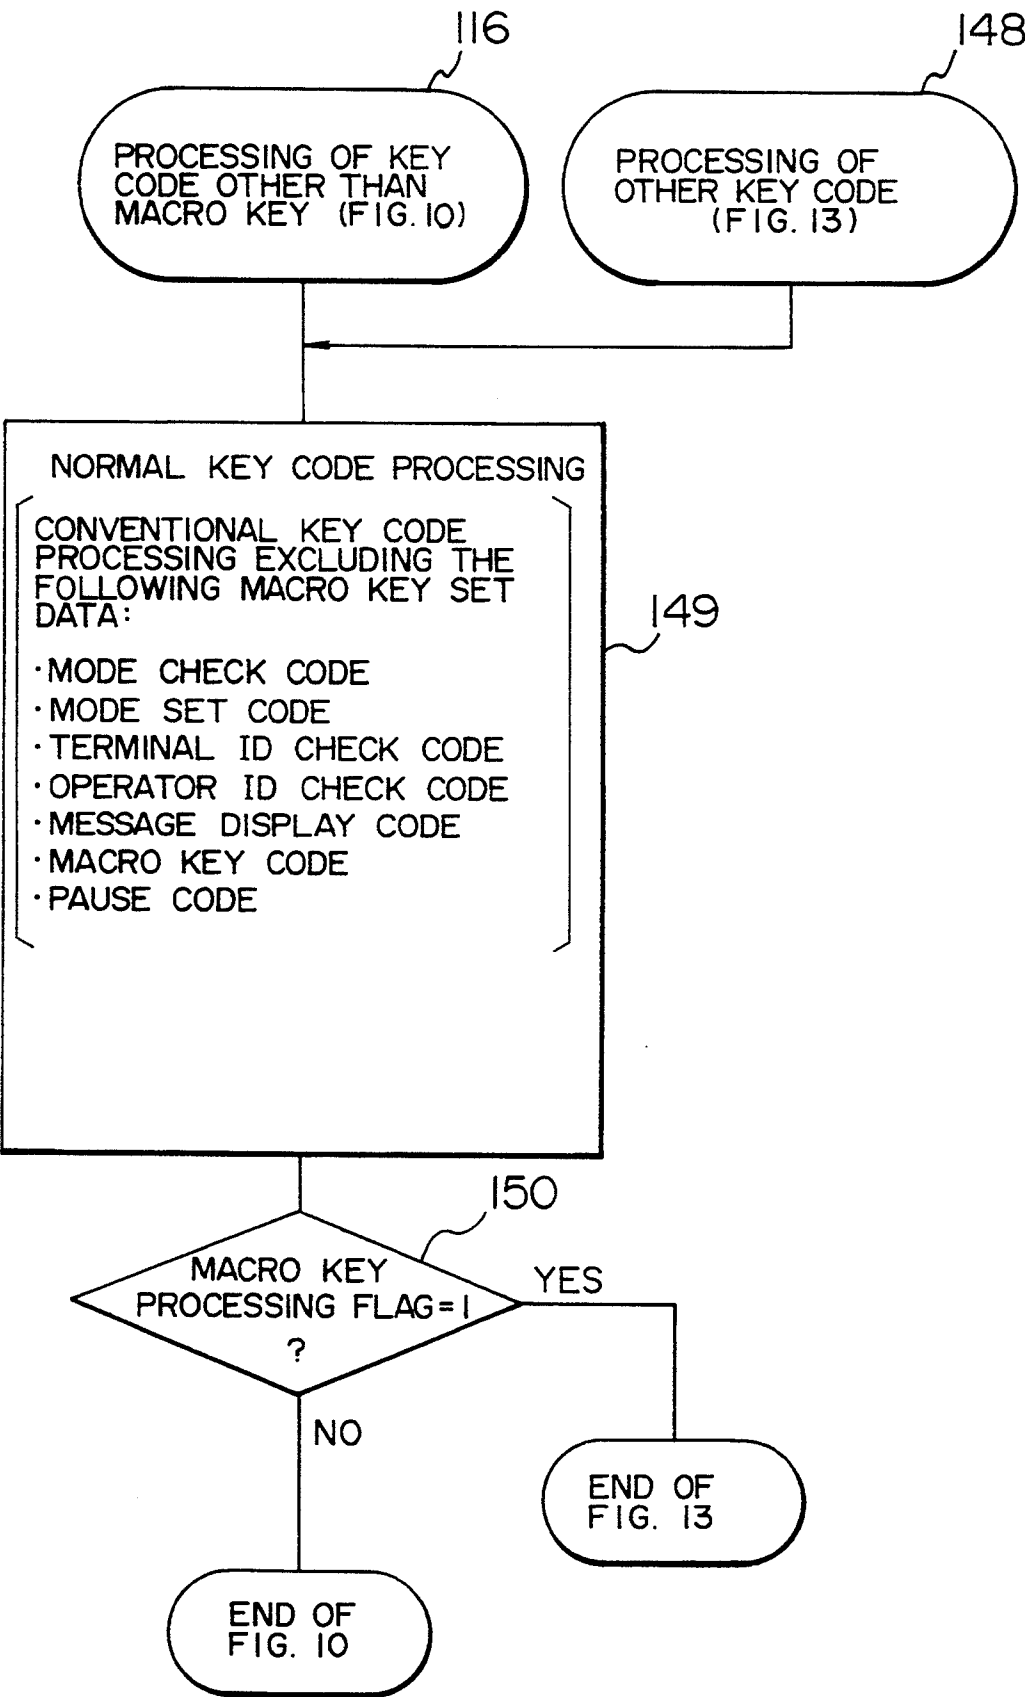 116
148
PROCESSING OF KEY
CODE OTHER THAN
MACRO KEY (FIG. 10)
PROCESSING OF
OTHER KEY CODE
(FIG. 13)
NORMAL KEY CODE PROCESSING
CONVENTIONAL KEY CODE
PROCESSING EXCLUDING THE
FOLLOWING MACRO KEY SET
DATA:
·MODE CHECK CODE
·MODE SET CODE
·TERMINAL ID CHECK CODE
·OPERATOR ID CHECK CODE
·MESSAGE DISPLAY CODE
·MACRO KEY CODE
·PAUSE CODE
149
150
MACRO KEY
PROCESSING FLAG=1
?
YES
NO
END OF
FIG. 13
END OF
FIG. 10